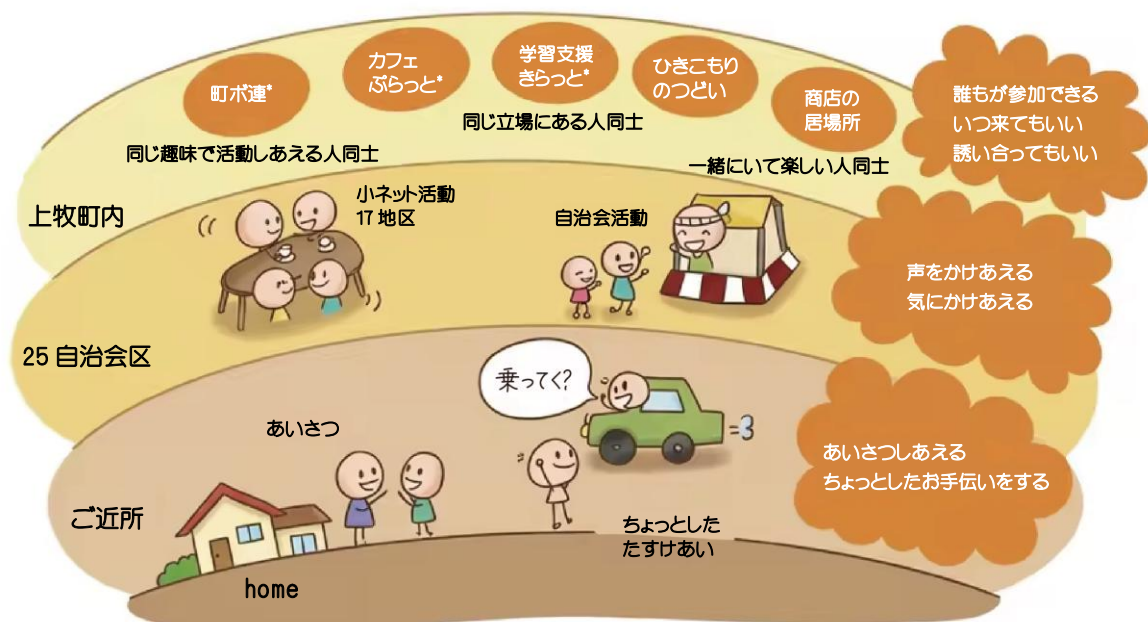 町ボ連*
カフェ
ぷらっと*
学習支援
きらっと*
ひきこもり
のつどい
商店の
居場所
誰もが参加できる
いつ来てもいい
誘い合ってもいい
同じ趣味で活動しあえる人同士
同じ立場にある人同士
一緒にいて楽しい人同士
上牧町内
小ネット活動
17地区
自治会活動
声をかけあえる
気にかけあえる
25自治会区
乗ってく?
あいさつ
あいさつしあえる
ちょっとしたお手伝いをする
ご近所
ちょっとした
たすけあい
home